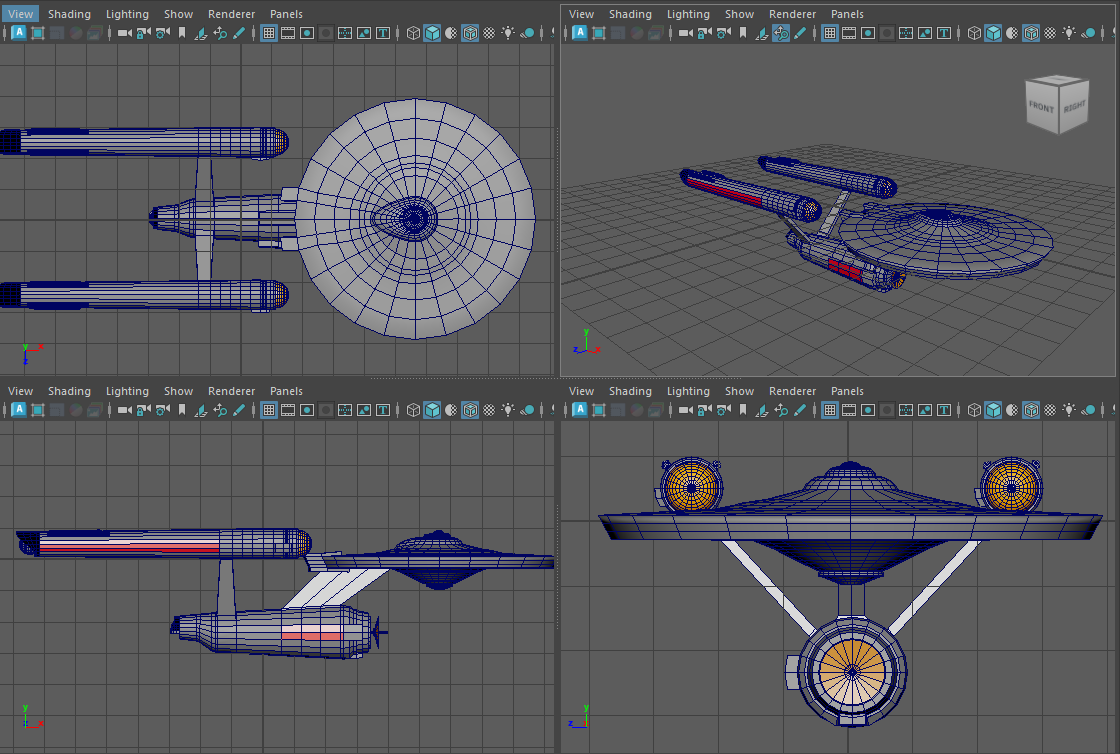 View Shading Lighting Show Renderer Panels
View Shading Lighting Show Renderer Panels
A T
A T
FRONT RIGHT
y x z
y z x
View Shading Lighting Show Renderer Panels
View Shading Lighting Show Renderer Panels
A T
A T
y z x
y z